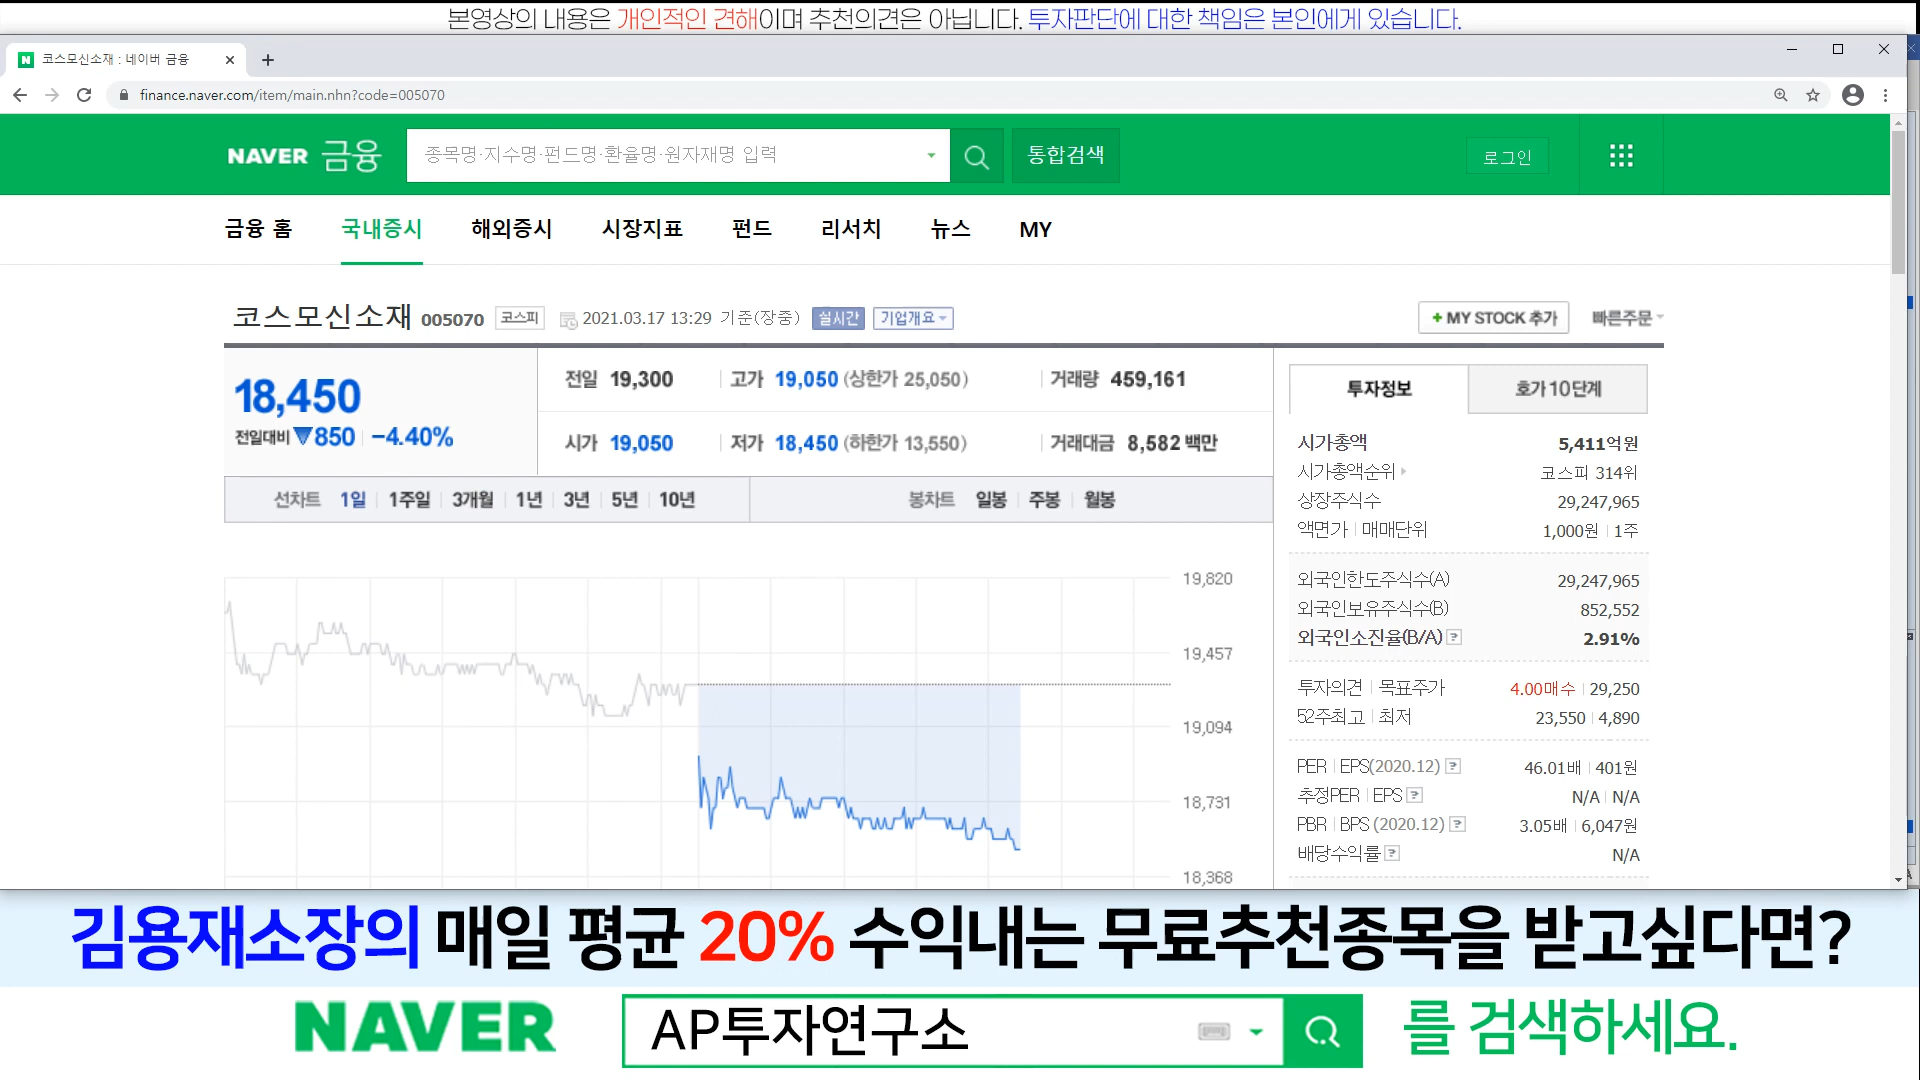 본영상의 내용은 개인적인 견해이며 추천의견은 아닙니다. 투자판단에 대한 책임은 본인에게 있습니다.
코스모신소재 : 네이버 금융
finance.naver.com/item/main.nhn?code=005070
NAVER 금융 종목명·지수명·펀드명·환율명·원자재명 입력 통합검색 로그인
금융 홈 국내증시 해외증시 시장지표 펀드 리서치 뉴스 MY
코스모신소재 005070 코스피 2021.03.17 13:29 기준(장중) 실시간 기업개요 + MY STOCK 추가 빠른주문
18,450
전일대비 ▼850 -4.40%
전일 19,300 고가 19,050 (상한가 25,050) 거래량 459,161
시가 19,050 저가 18,450 (하한가 13,550) 거래대금 8,582 백만
선차트 1일 1주일 3개월 1년 3년 5년 10년 봉차트 일봉 주봉 월봉
19,820
19,457
19,094
18,731
18,368
투자정보 호가 10단계
시가총액 5,411억원
시가총액순위 코스피 314위
상장주식수 29,247,965
액면가 매매단위 1,000원 1주
외국인한도주식수(A) 29,247,965
외국인보유주식수(B) 852,552
외국인소진율(B/A) ? 2.91%
투자의견 목표주가 4.00매수 29,250
52주최고 최저 23,550 4,890
PER EPS(2020.12) ? 46.01배 401원
추정PER EPS ? N/A N/A
PBR BPS (2020.12) ? 3.05배 6,047원
배당수익률 ? N/A
김용재소장의 매일 평균 20% 수익내는 무료추천종목을 받고싶다면?
NAVER AP투자연구소 를 검색하세요.